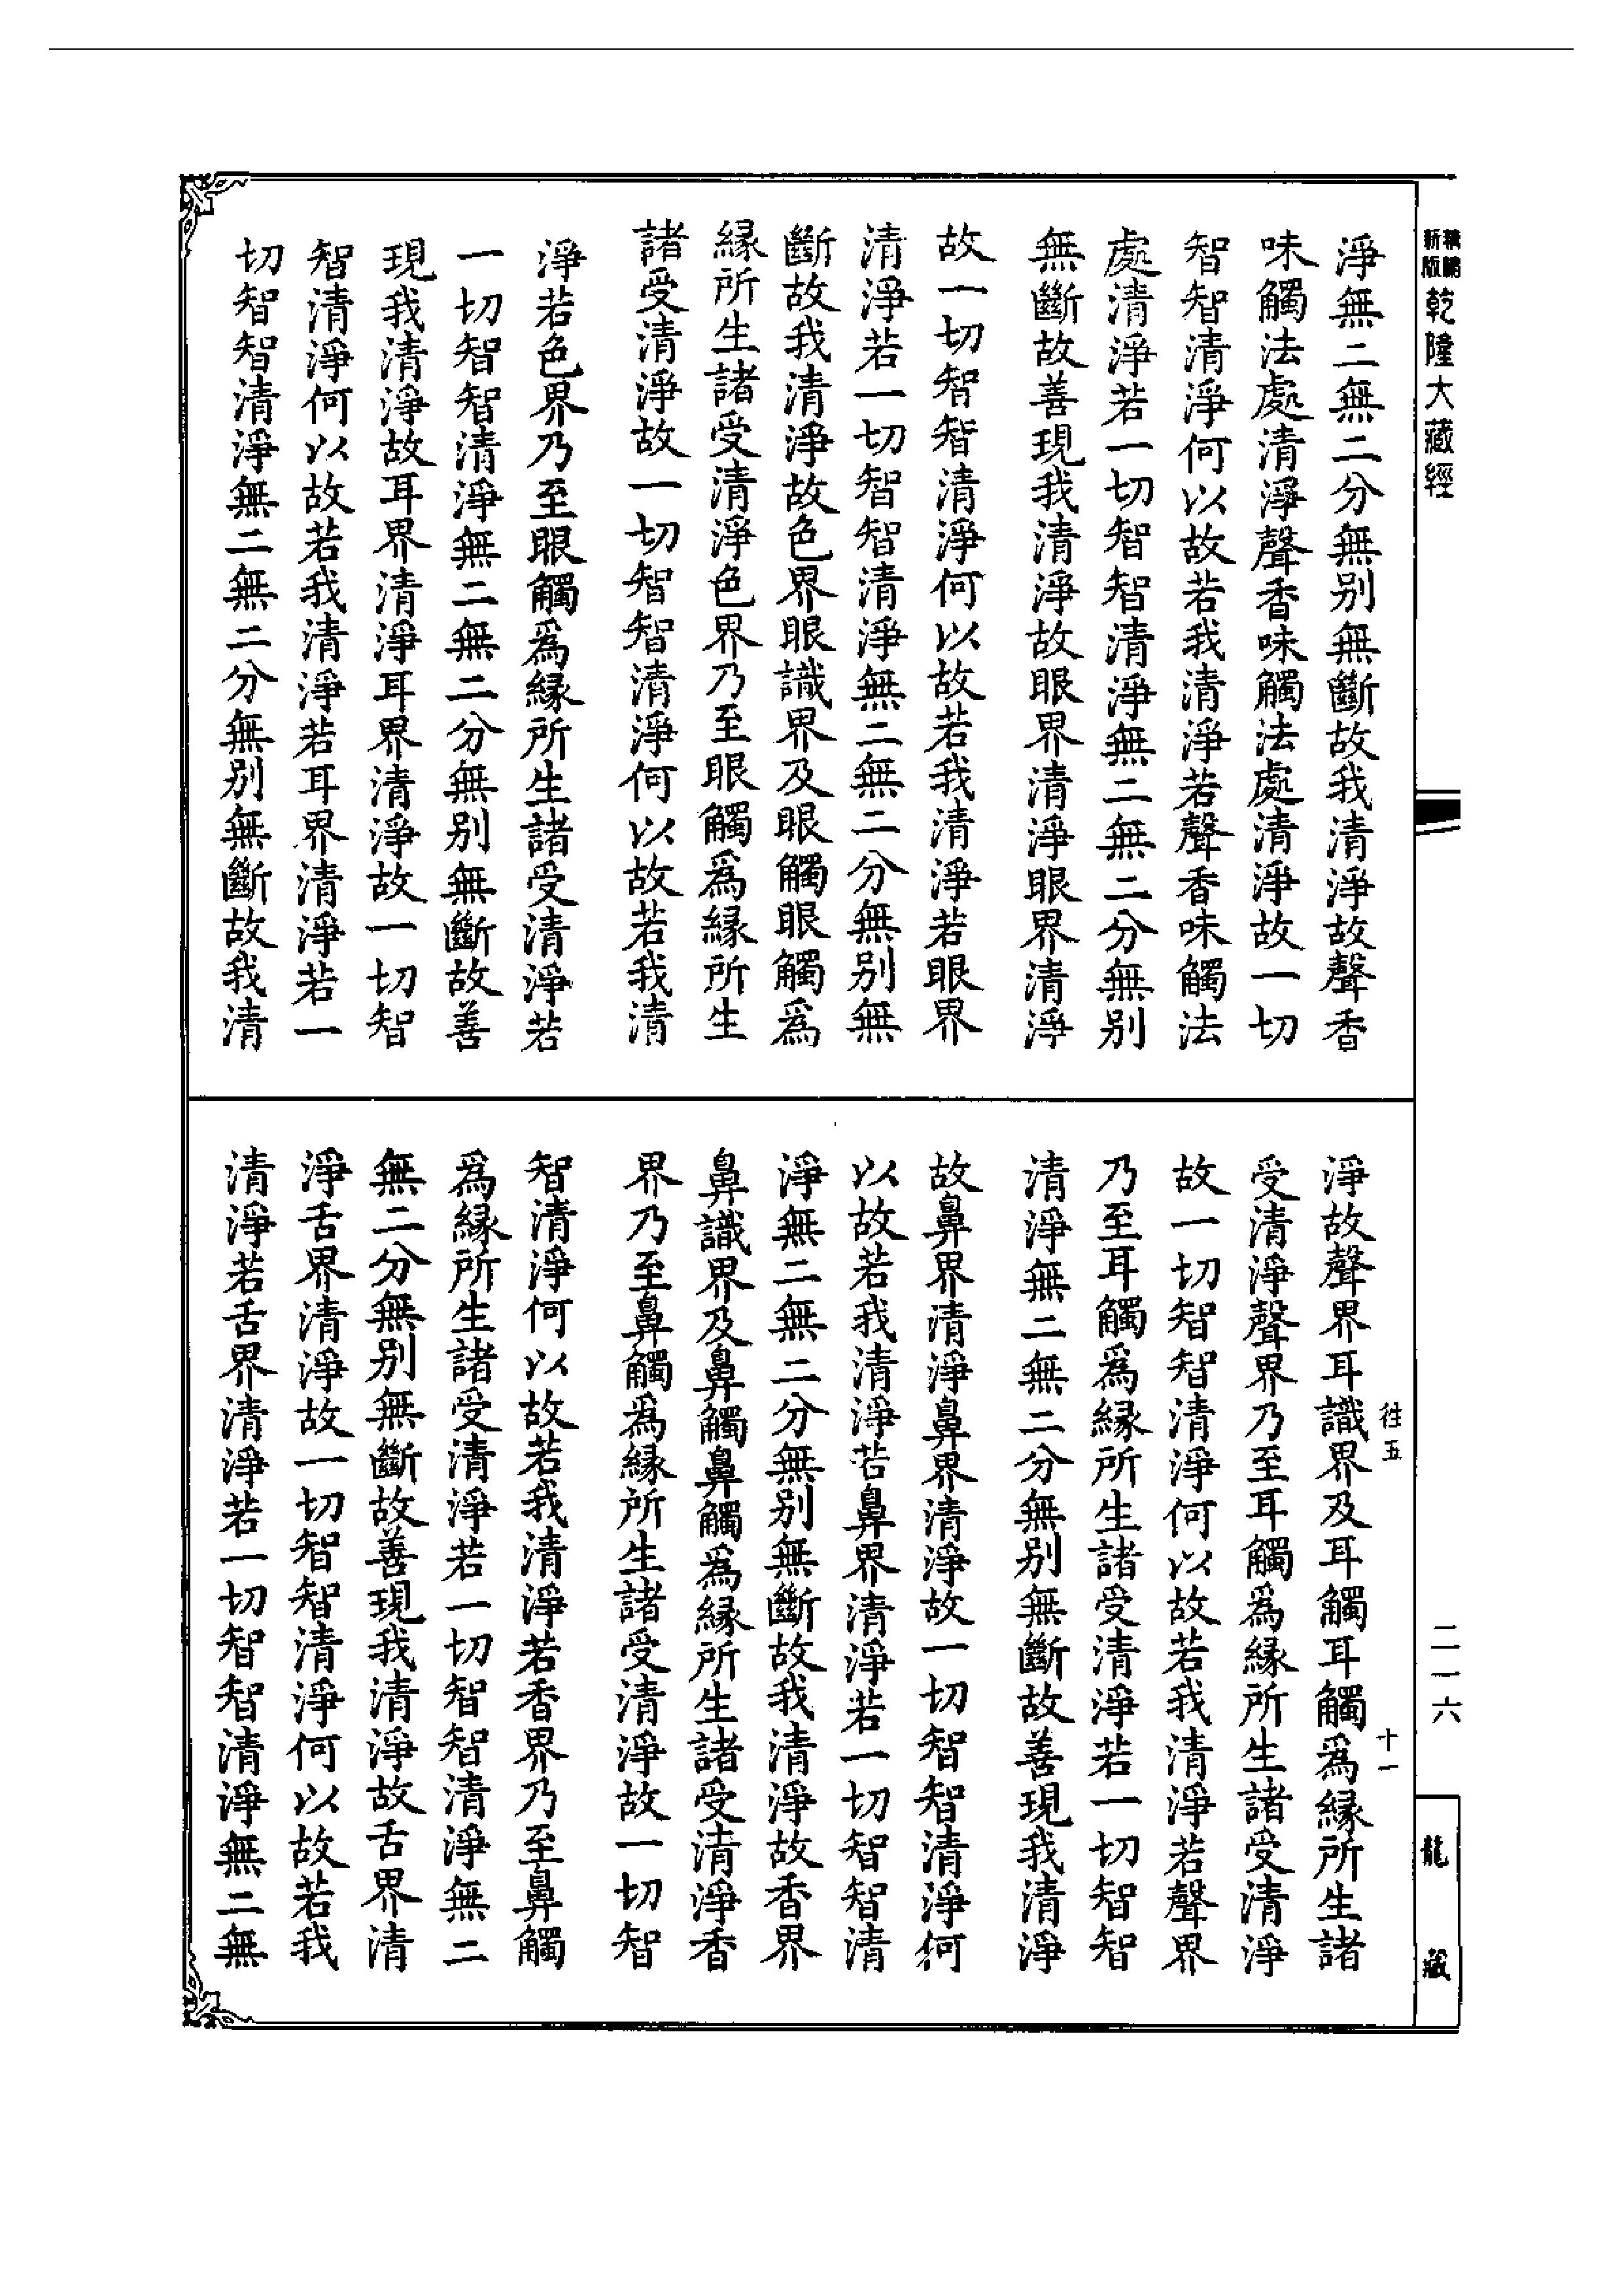 新版
乾隆大藏經
淨無二無二分無别無斷故我清淨故聲香
味觸法處清淨聲香味觸法處清淨故一切
智智清淨何以故若我清淨若聲香味觸法
處清淨若一切智智清淨無二無二分無别
無斷故善現我清淨故眼界清淨眼界清淨
故一切智智清淨何以故若我清淨若眼界
清淨若一切智智清淨無二無二分無别無
斷故我清淨故色界眼識界及眼觸眼觸爲
縁所生諸受清淨色界乃至眼觸爲縁所生
諸受清淨故一切智智清淨何以故若我清
淨若色界乃至眼觸爲縁所生諸受清淨若
一切智智清淨無二無二分無别無斷故善
現我清淨故耳界清淨耳界清淨故一切智
智清淨何以故若我清淨若耳界清淨若一
切智智清淨無二無二分無别無斷故我清
二一六
龍藏
十一
淨故聲界耳識界及耳觸耳觸爲縁所生諸
受清淨聲界乃至耳觸爲縁所生諸受清淨
故一切智智清淨何以故若我清淨若聲界
乃至耳觸爲縁所生諸受清淨若一切智智
清淨無二無二分無别無斷故善現我清淨
故鼻界清淨鼻界清淨故一切智智清淨何
以故若我清淨若鼻界清淨若一切智智清
淨無二無二分無别無斷故我清淨故香界
鼻識界及鼻觸鼻觸爲縁所生諸受清淨香
界乃至鼻觸爲縁所生諸受清淨故一切智
智清淨何以故若我清淨若香界乃至鼻觸
爲縁所生諸受清淨若一切智智清淨無二
無二分無别無斷故善現我清淨故舌界清
淨舌界清淨故一切智智清淨何以故若我
清淨若舌界清淨若一切智智清淨無二無